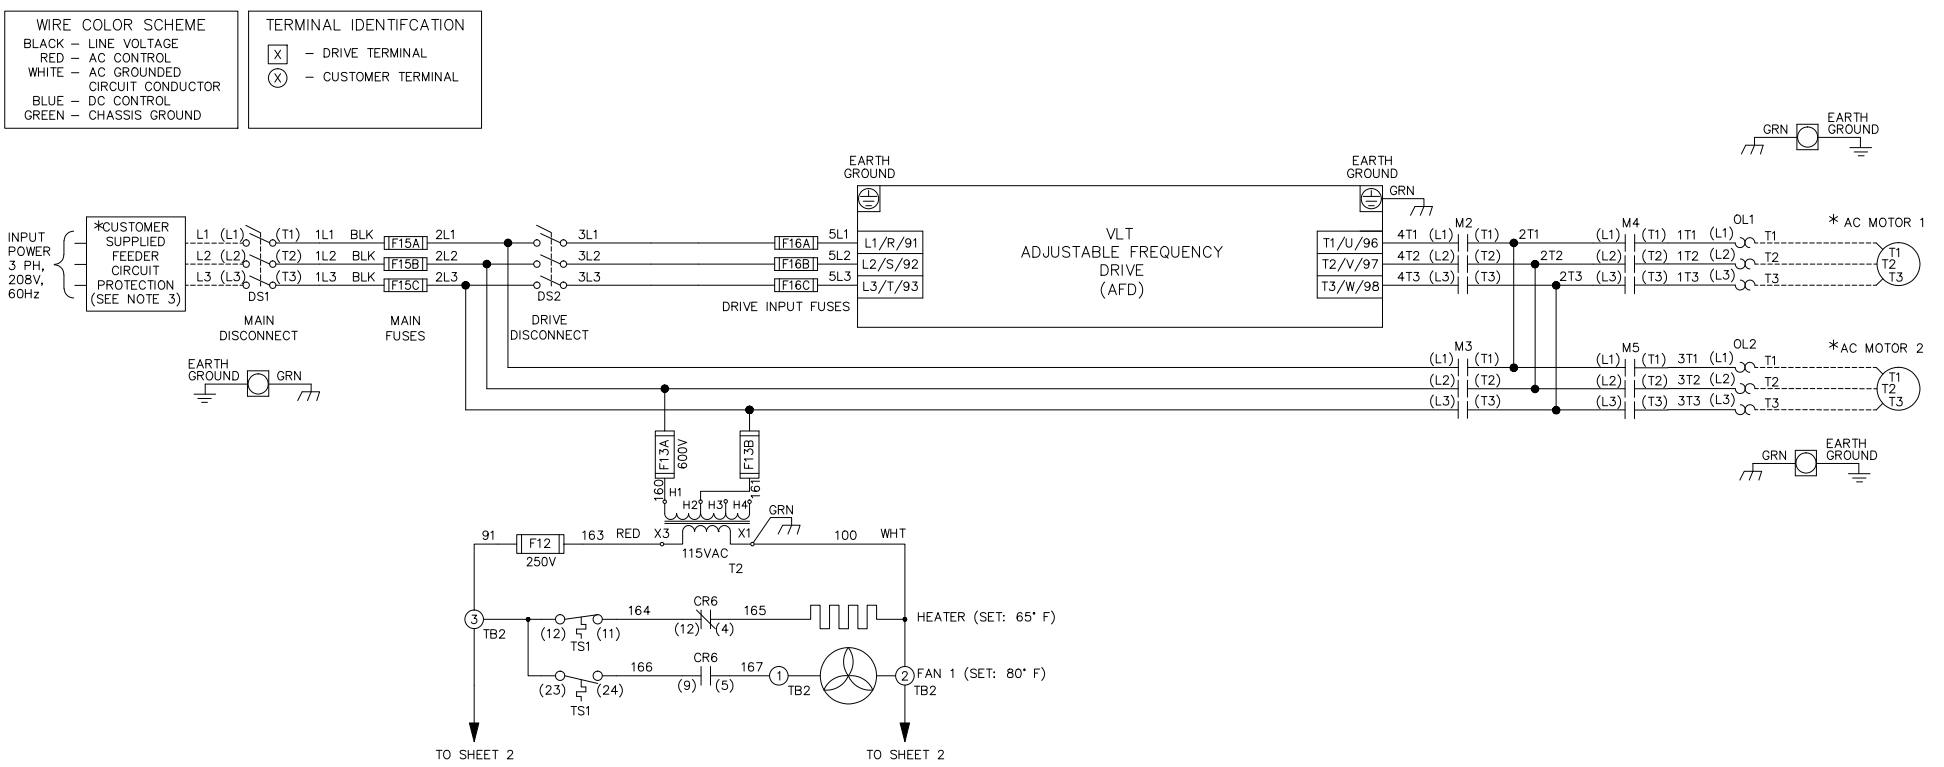 WIRE COLOR SCHEME
BLACK – LINE VOLTAGE
RED – AC CONTROL
WHITE – AC GROUNDED
CIRCUIT CONDUCTOR
BLUE – DC CONTROL
GREEN – CHASSIS GROUND
TERMINAL IDENTIFCATION
X – DRIVE TERMINAL
X – CUSTOMER TERMINAL
INPUT
POWER
3 PH,
208V,
60Hz
*CUSTOMER
SUPPLIED
FEEDER
CIRCUIT
PROTECTION
(SEE NOTE 3)
L1 (L1) (T1) 1L1 BLK F15A 2L1 3L1 F16A 5L1 L1/R/91
L2 (L2) (T2) 1L2 BLK F15B 2L2 3L2 F16B 5L2 L2/S/92
L3 (L3) (T3) 1L3 BLK F15C 2L3 3L3 F16C 5L3 L3/T/93
DS1
MAIN
DISCONNECT
MAIN
FUSES
DS2
DRIVE
DISCONNECT
DRIVE INPUT FUSES
EARTH
GROUND
GRN
EARTH
GROUND
VLT
ADJUSTABLE FREQUENCY
DRIVE
(AFD)
EARTH
GROUND
GRN
GRN
EARTH
GROUND
M2 M4 OL1 * AC MOTOR 1
T1/U/96 4T1 (L1) (T1) 2T1 (L1) (T1) 1T1 (L1) T1
T2/V/97 4T2 (L2) (T2) 2T2 (L2) (T2) 1T2 (L2) T2
T3/W/98 4T3 (L3) (T3) 2T3 (L3) (T3) 1T3 (L3) T3
T1
T2
T3
M3 M5 OL2 *AC MOTOR 2
(L1) (T1) (L1) (T1) 3T1 (L1) T1
(L2) (T2) (L2) (T2) 3T2 (L2) T2
(L3) (T3) (L3) (T3) 3T3 (L3) T3
T1
T2
T3
GRN
EARTH
GROUND
F13A
600V
F13B
160
161
H1 H2 H3 H4
GRN
91 F12 163 RED X3 X1 100 WHT
250V
115VAC
T2
3
TB2
(12) (11)
TS1
164
CR6
(12) (4)
165
HEATER (SET: 65° F)
(23) (24)
TS1
166
CR6
(9) (5)
167
1
TB2
2
TB2
FAN 1 (SET: 80° F)
TO SHEET 2
TO SHEET 2